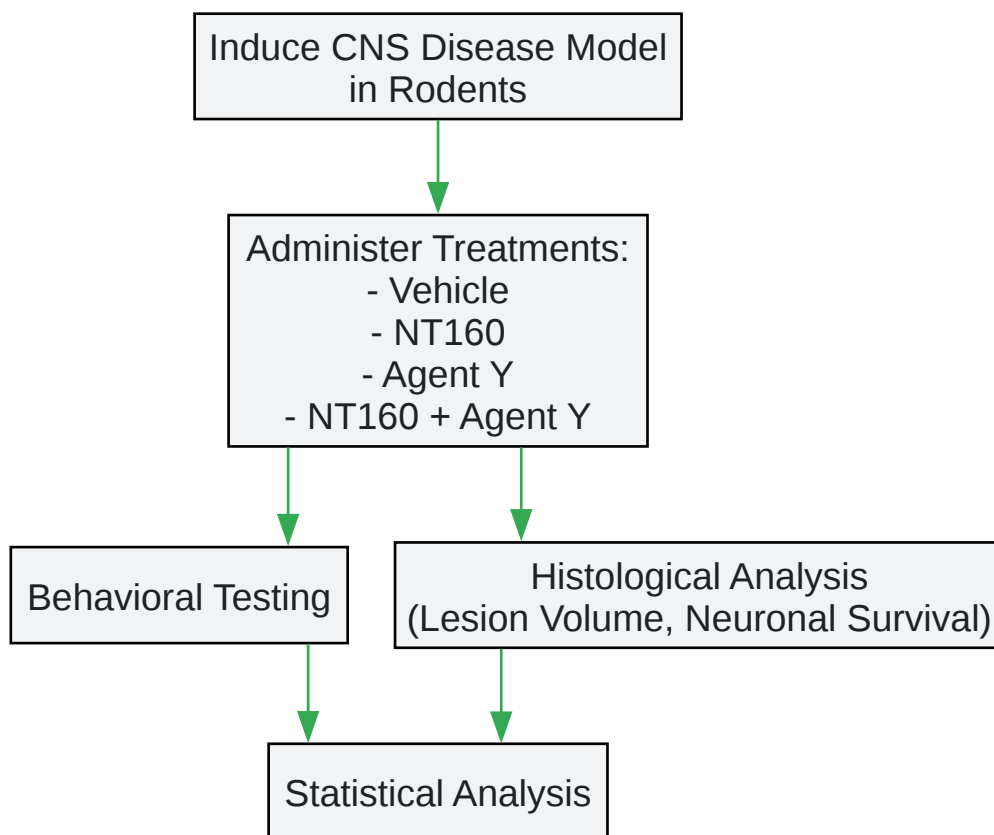 Induce CNS Disease Model
in Rodents
Administer Treatments:
- Vehicle
- NT160
- Agent Y
- NT160 + Agent Y
Behavioral Testing
Histological Analysis
(Lesion Volume, Neuronal Survival)
Statistical Analysis